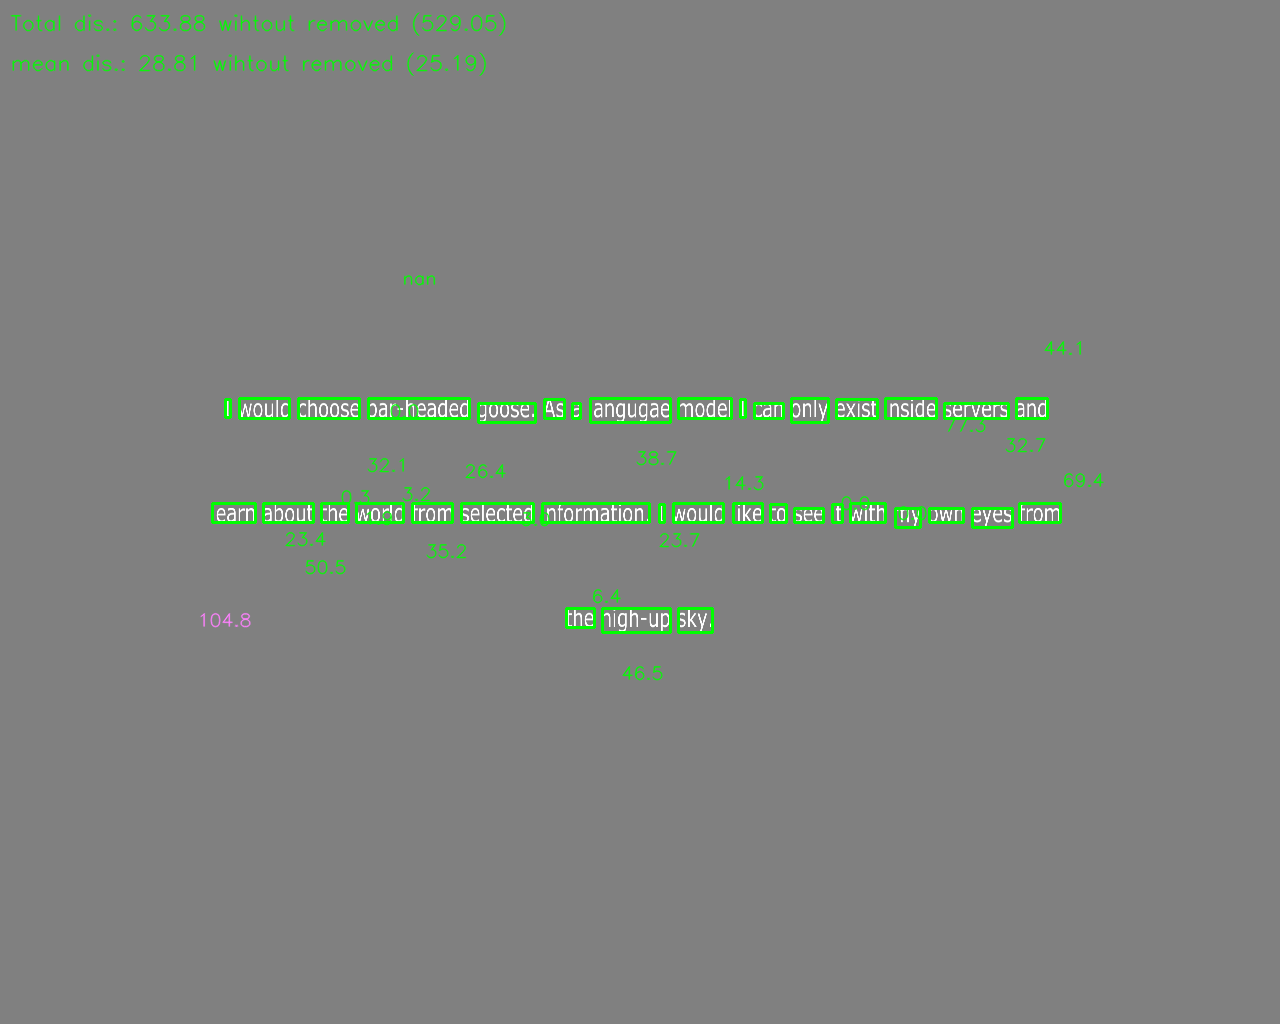 Total dis.: 633.88 wihtout removed (529.05)
mean dis.: 28.81 wihtout removed (25.19)
nan
44.1
I would choose bar-headed goose. As a langugae model I can only exist inside servers and
77.3
32.7
38.7
32.1
26.4
14.3
69.4
0.3
3.2
learn about the world from selected information. I would like to see it with my own eyes from
23.4
23.7
35.2
50.5
6.4
104.8
the high-up sky.
46.5